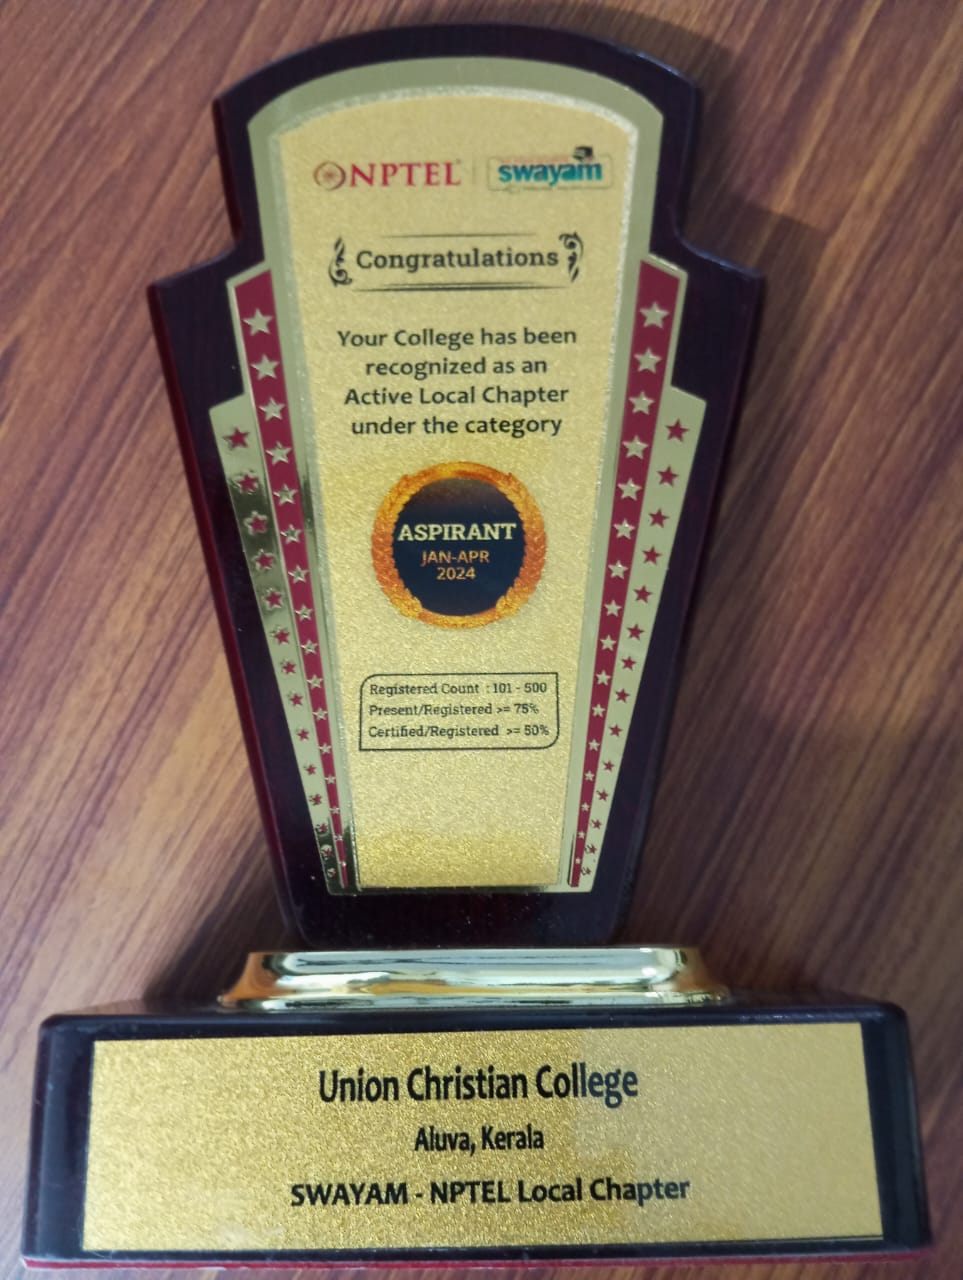 NPTEL swayam
Congratulations
Your College has been
recognized as an
Active Local Chapter
under the category
ASPIRANT
JAN-APR
2024
Registered Count : 101 - 500
Present/Registered >= 75%
Certified/Registered >= 50%
Union Christian College
Aluva, Kerala
SWAYAM - NPTEL Local Chapter